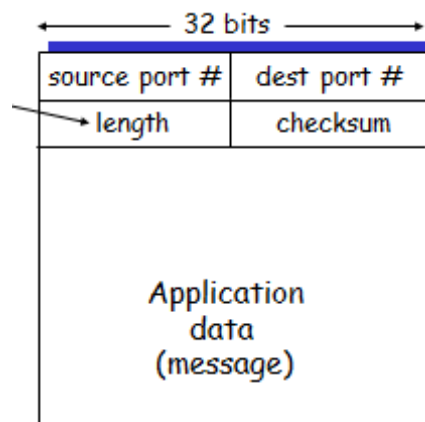 32 bits
source port # dest port #
length checksum
Application
data
(message)